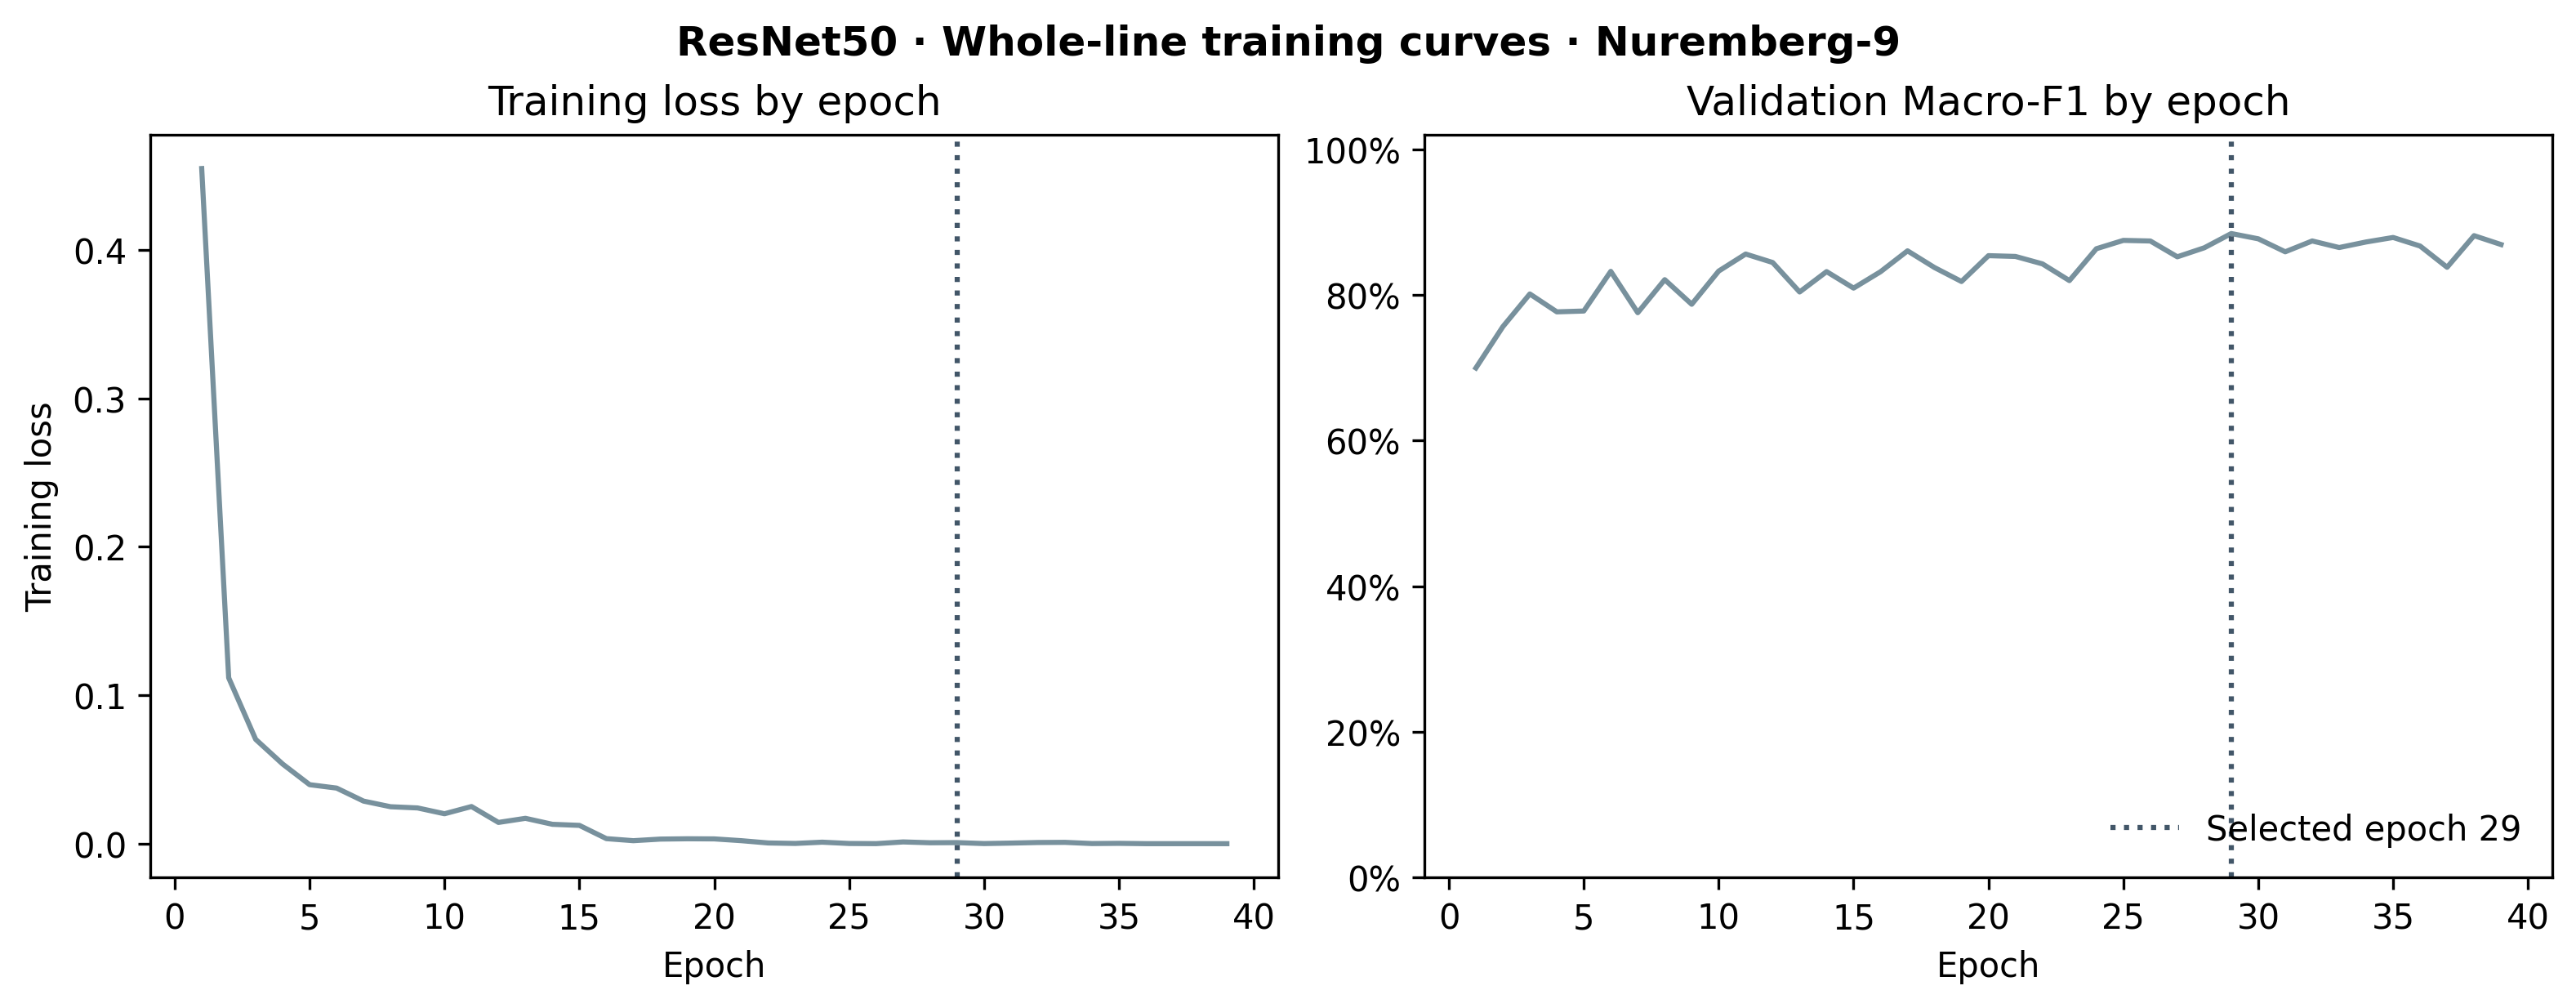 ResNet50 · Whole-line training curves · Nuremberg-9
Training loss by epoch
Training loss
0.4
0.3
0.2
0.1
0.0
0 5 10 15 20 25 30 35 40
Epoch
Validation Macro-F1 by epoch
100%
80%
60%
40%
20%
0%
Selected epoch 29
0 5 10 15 20 25 30 35 40
Epoch